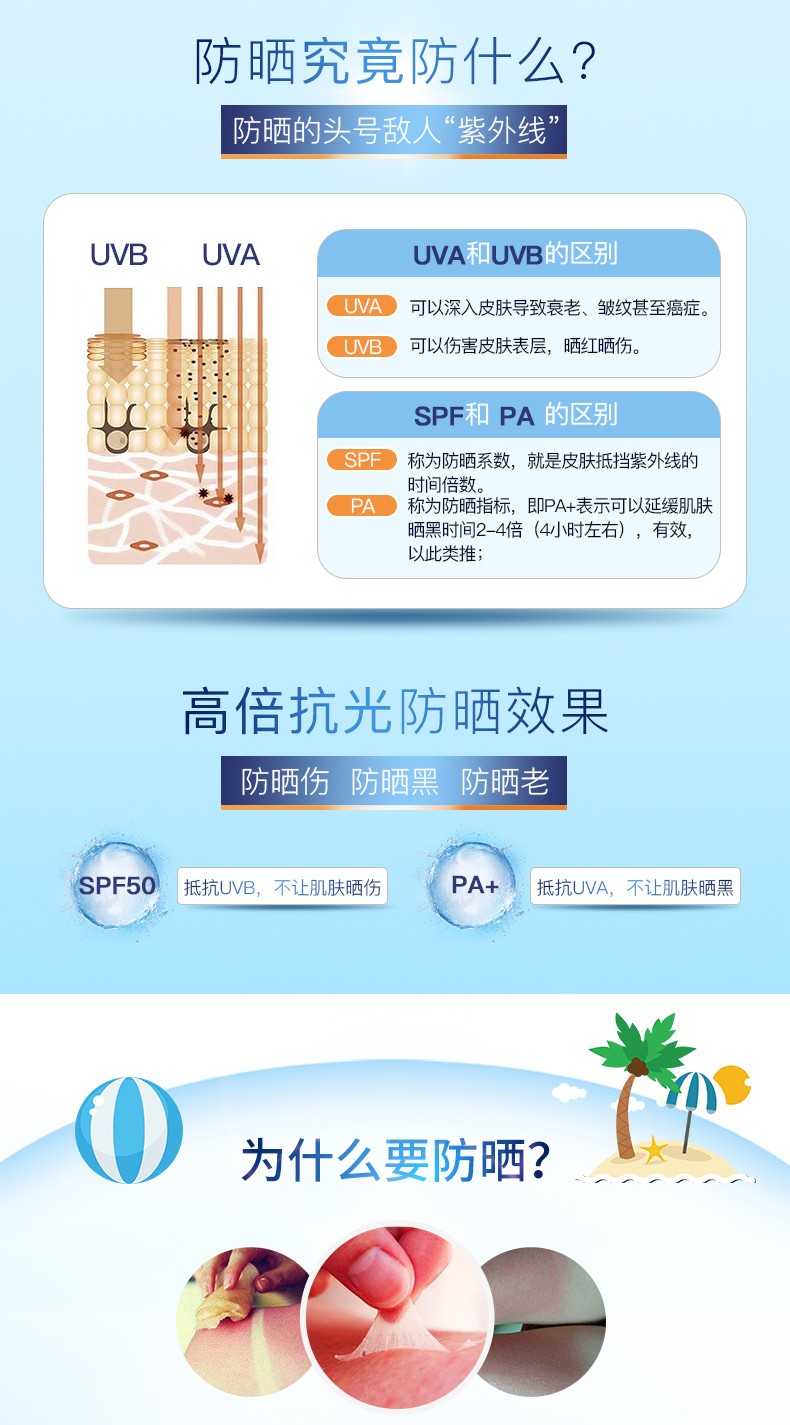 防晒究竟防什么?
防晒的头号敌人“紫外线”
UVB UVA
UVA和UVB的区别
UVA 可以深入皮肤导致衰老、皱纹甚至癌症。
UVB 可以伤害皮肤表层，晒红晒伤。
SPF和 PA 的区别
SPF 称为防晒系数，就是皮肤抵挡紫外线的
时间倍数。
PA 称为防晒指标，即PA+表示可以延缓肌肤
晒黑时间2-4倍（4小时左右），有效，
以此类推；
高倍抗光防晒效果
防晒伤 防晒黑 防晒老
SPF50 抵抗UVB，不让肌肤晒伤
PA+ 抵抗UVA，不让肌肤晒黑
为什么要防晒?